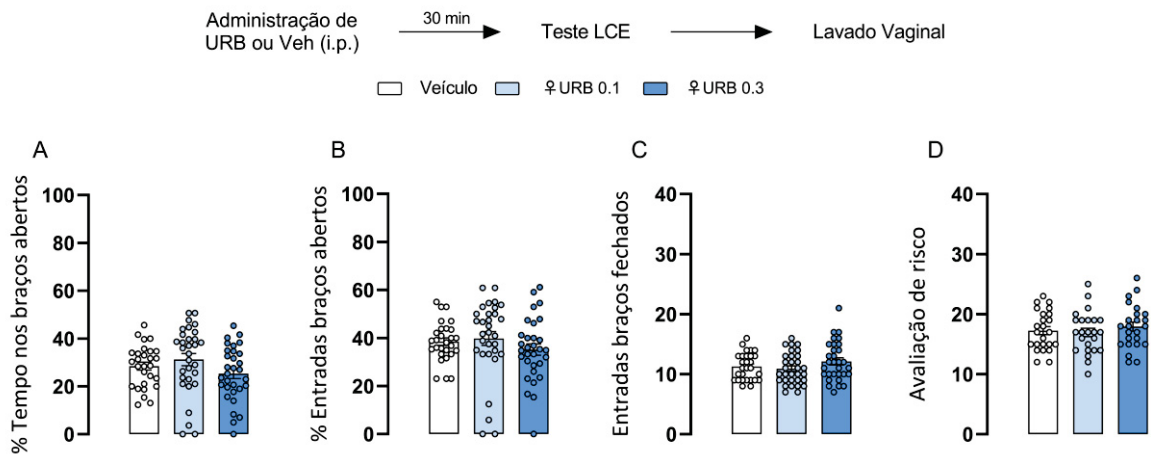 Administração de
URB ou Veh (i.p.)
30 min
Teste LCE
Lavado Vaginal
Veículo
♀URB 0.1
♀URB 0.3
A
% Tempo nos braços abertos
100
80
60
40
20
0
B
% Entradas braços abertos
100
80
60
40
20
0
C
Entradas braços fechados
40
30
20
10
0
D
Avaliação de risco
40
30
20
10
0